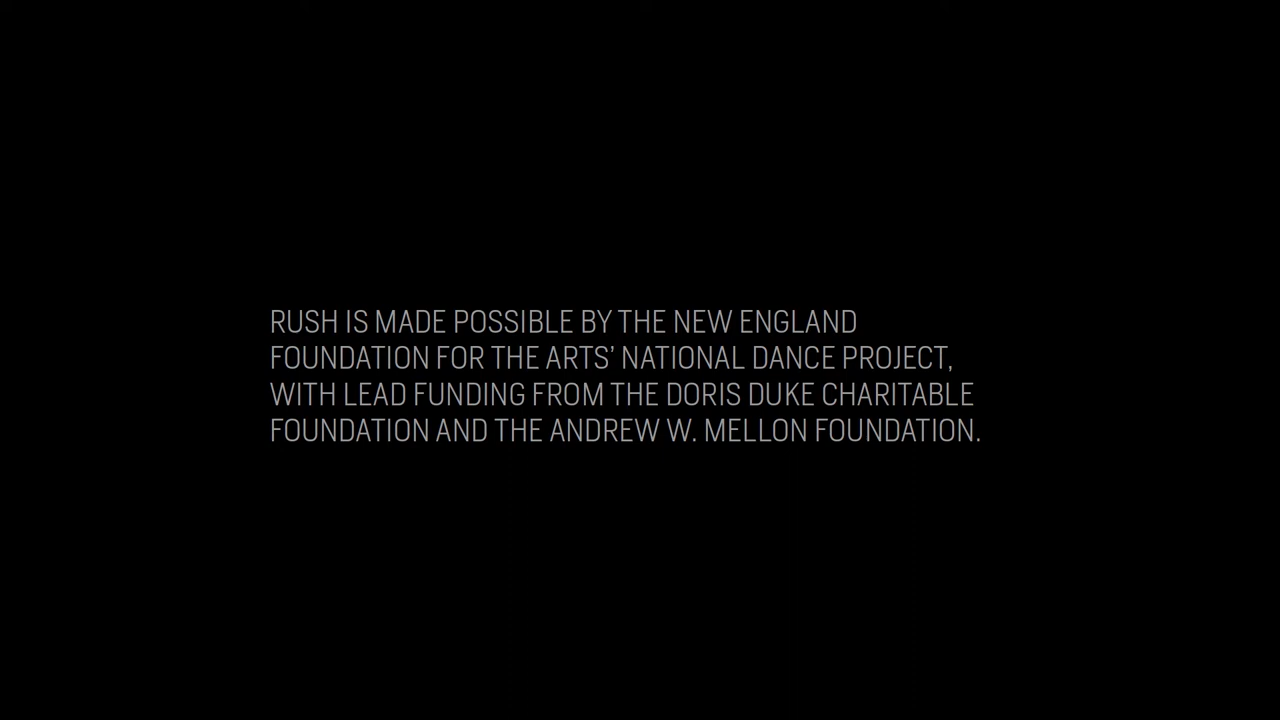 RUSH IS MADE POSSIBLE BY THE NEW ENGLAND
FOUNDATION FOR THE ARTS’ NATIONAL DANCE PROJECT,
WITH LEAD FUNDING FROM THE DORIS DUKE CHARITABLE
FOUNDATION AND THE ANDREW W. MELLON FOUNDATION.